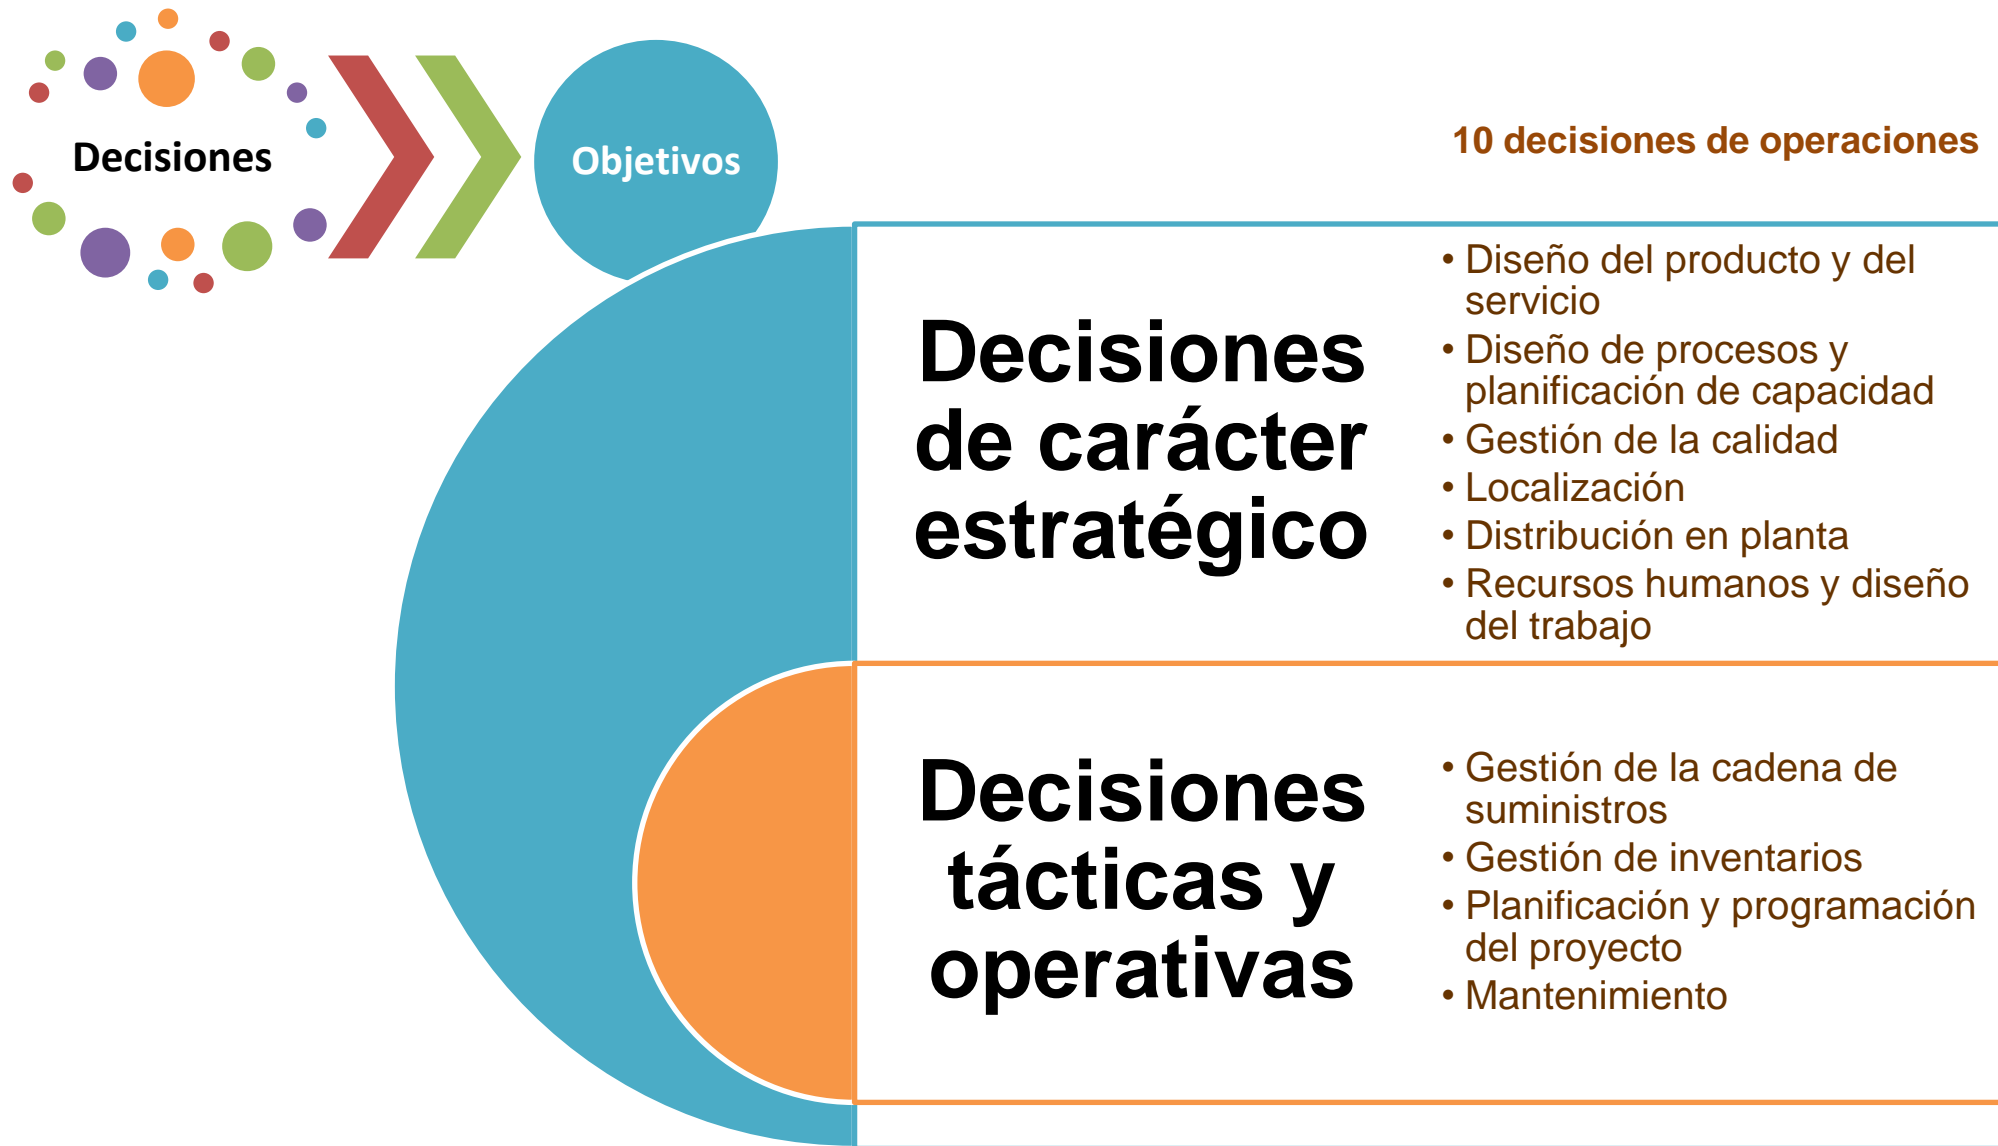 Decisiones
Objetivos
10 decisiones de operaciones
Decisiones
de carácter
estratégico
• Diseño del producto y del
servicio
• Diseño de procesos y
planificación de capacidad
• Gestión de la calidad
• Localización
• Distribución en planta
• Recursos humanos y diseño
del trabajo
Decisiones
tácticas y
operativas
• Gestión de la cadena de
suministros
• Gestión de inventarios
• Planificación y programación
del proyecto
• Mantenimiento